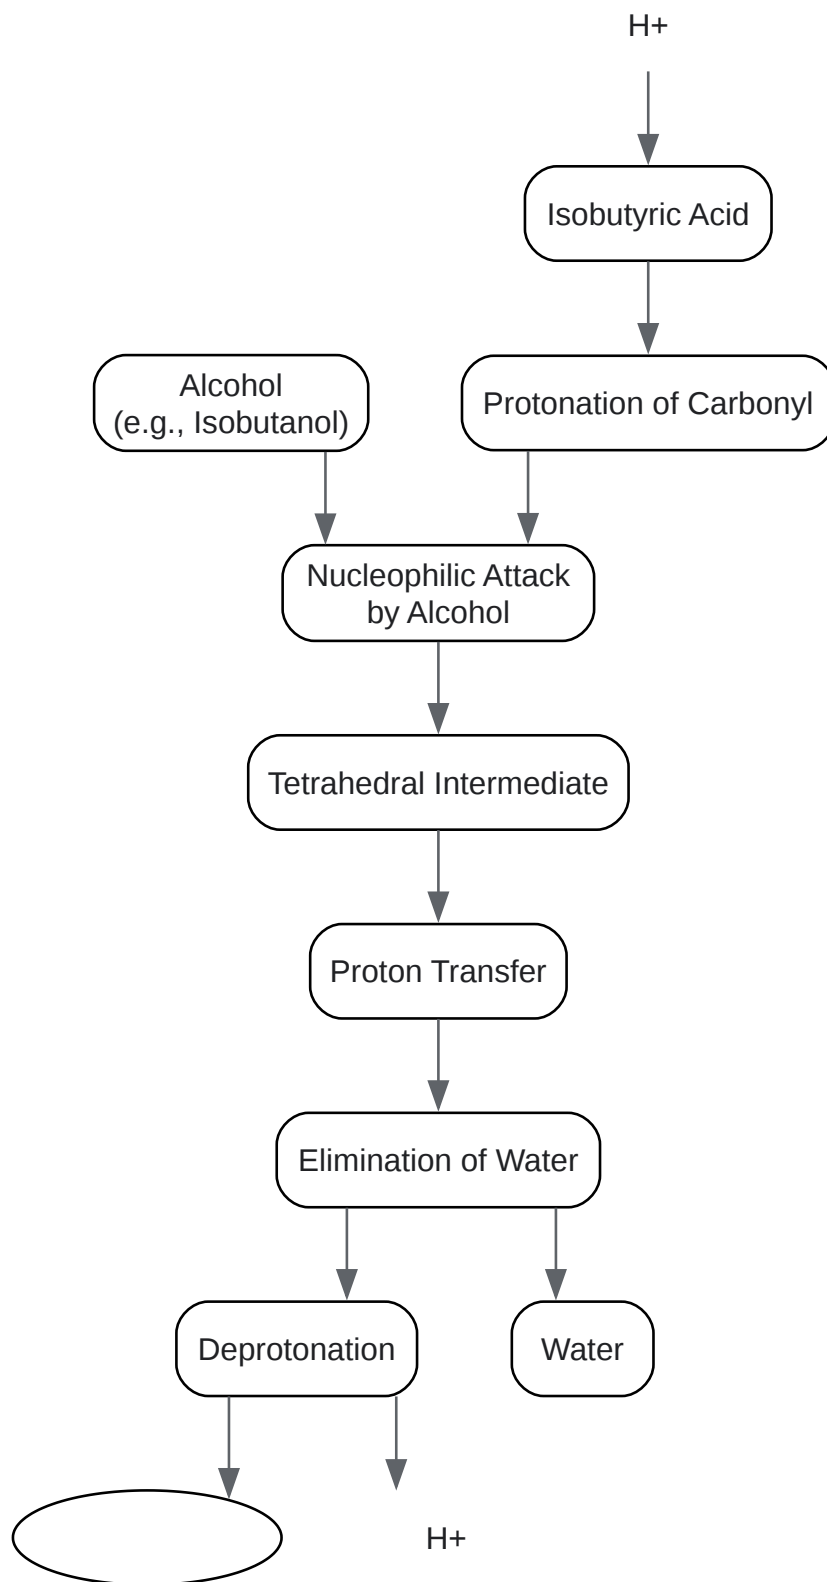 H+
Isobutyric Acid
Alcohol
(e.g., Isobutanol)
Protonation of Carbonyl
Nucleophilic Attack
by Alcohol
Tetrahedral Intermediate
Proton Transfer
Elimination of Water
Deprotonation
Water
H+